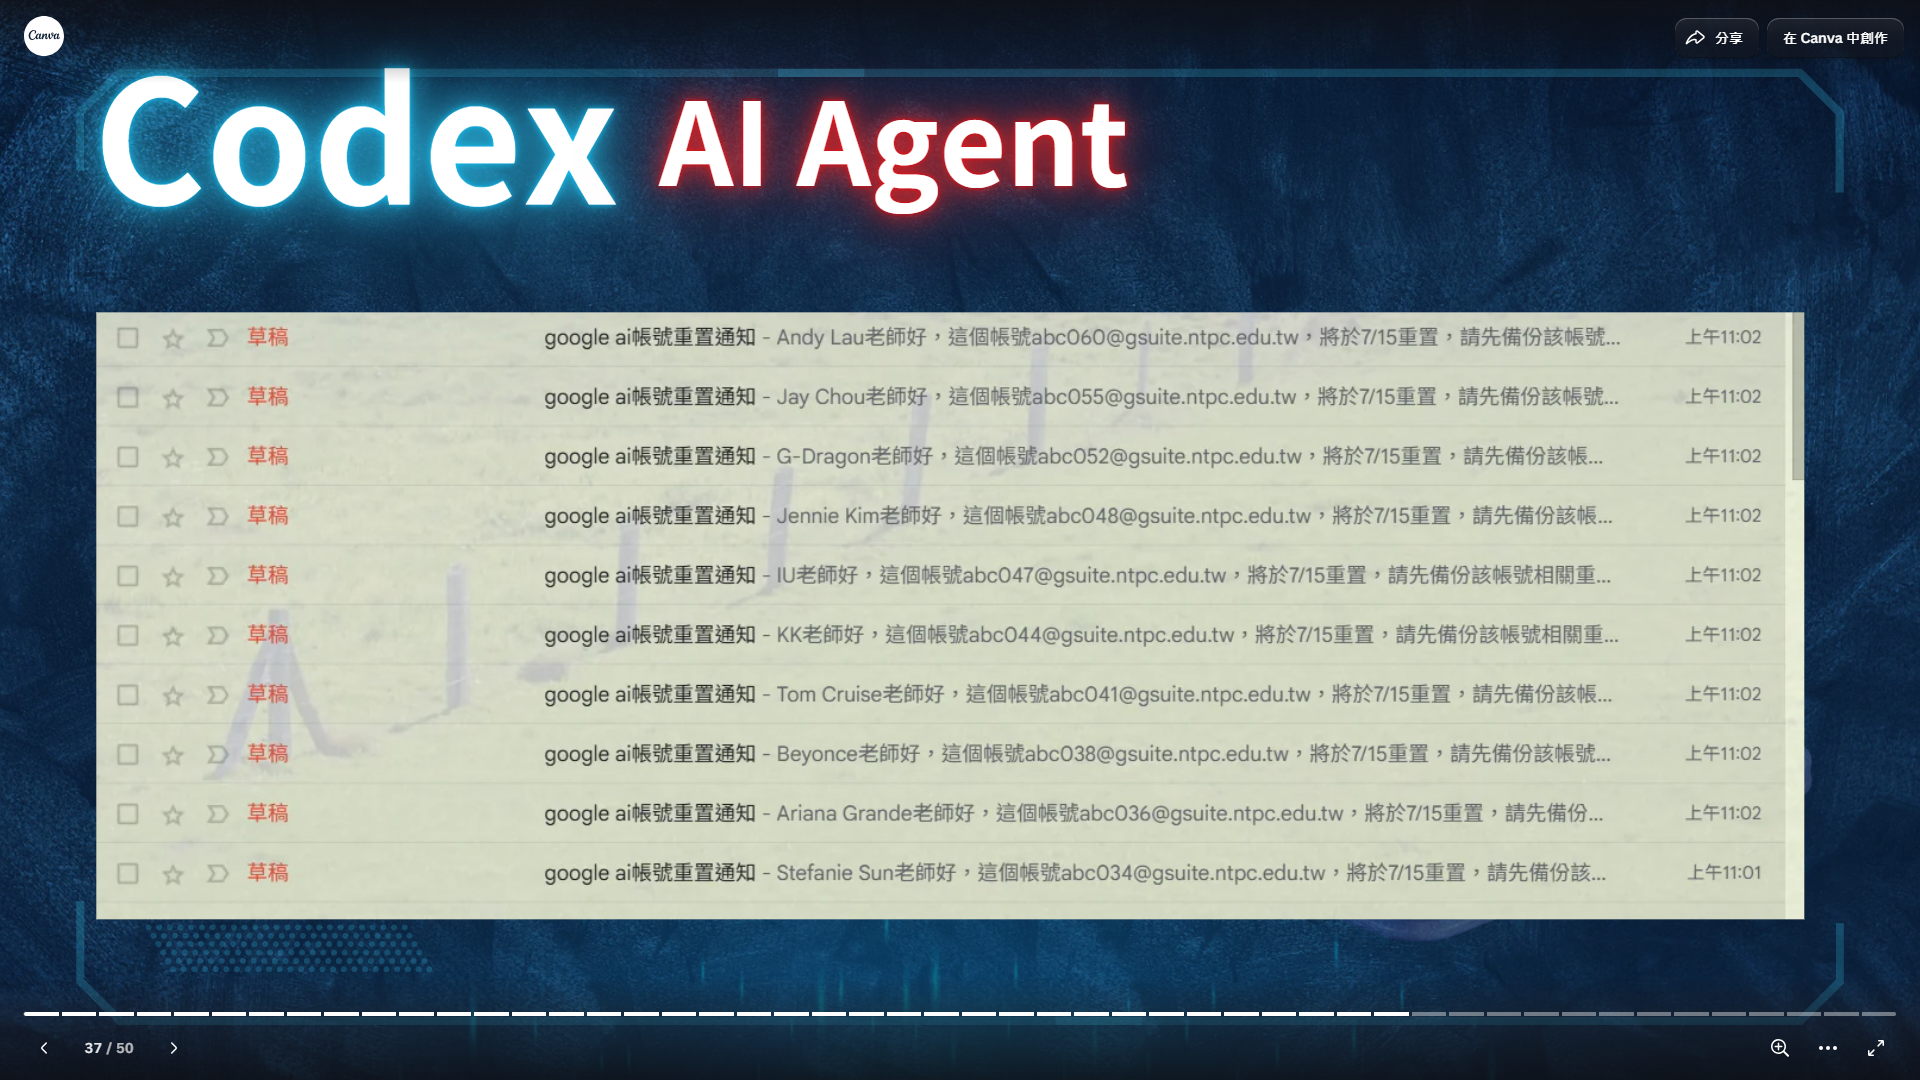 Canva
分享
在 Canva 中創作
Codex AI Agent
草稿 google ai帳號重置通知 - Andy Lau老師好，這個帳號abc060@gsuite.ntpc.edu.tw，將於7/15重置，請先備份該帳號... 上午11:02
草稿 google ai帳號重置通知 - Jay Chou老師好，這個帳號abc055@gsuite.ntpc.edu.tw，將於7/15重置，請先備份該帳號... 上午11:02
草稿 google ai帳號重置通知 - G-Dragon老師好，這個帳號abc052@gsuite.ntpc.edu.tw，將於7/15重置，請先備份該帳... 上午11:02
草稿 google ai帳號重置通知 - Jennie Kim老師好，這個帳號abc048@gsuite.ntpc.edu.tw，將於7/15重置，請先備份該帳... 上午11:02
草稿 google ai帳號重置通知 - IU老師好，這個帳號abc047@gsuite.ntpc.edu.tw，將於7/15重置，請先備份該帳號相關重... 上午11:02
草稿 google ai帳號重置通知 - KK老師好，這個帳號abc044@gsuite.ntpc.edu.tw，將於7/15重置，請先備份該帳號相關重... 上午11:02
草稿 google ai帳號重置通知 - Tom Cruise老師好，這個帳號abc041@gsuite.ntpc.edu.tw，將於7/15重置，請先備份該帳... 上午11:02
草稿 google ai帳號重置通知 - Beyonce老師好，這個帳號abc038@gsuite.ntpc.edu.tw，將於7/15重置，請先備份該帳號... 上午11:02
草稿 google ai帳號重置通知 - Ariana Grande老師好，這個帳號abc036@gsuite.ntpc.edu.tw，將於7/15重置，請先備份... 上午11:02
草稿 google ai帳號重置通知 - Stefanie Sun老師好，這個帳號abc034@gsuite.ntpc.edu.tw，將於7/15重置，請先備份該... 上午11:01
37 / 50